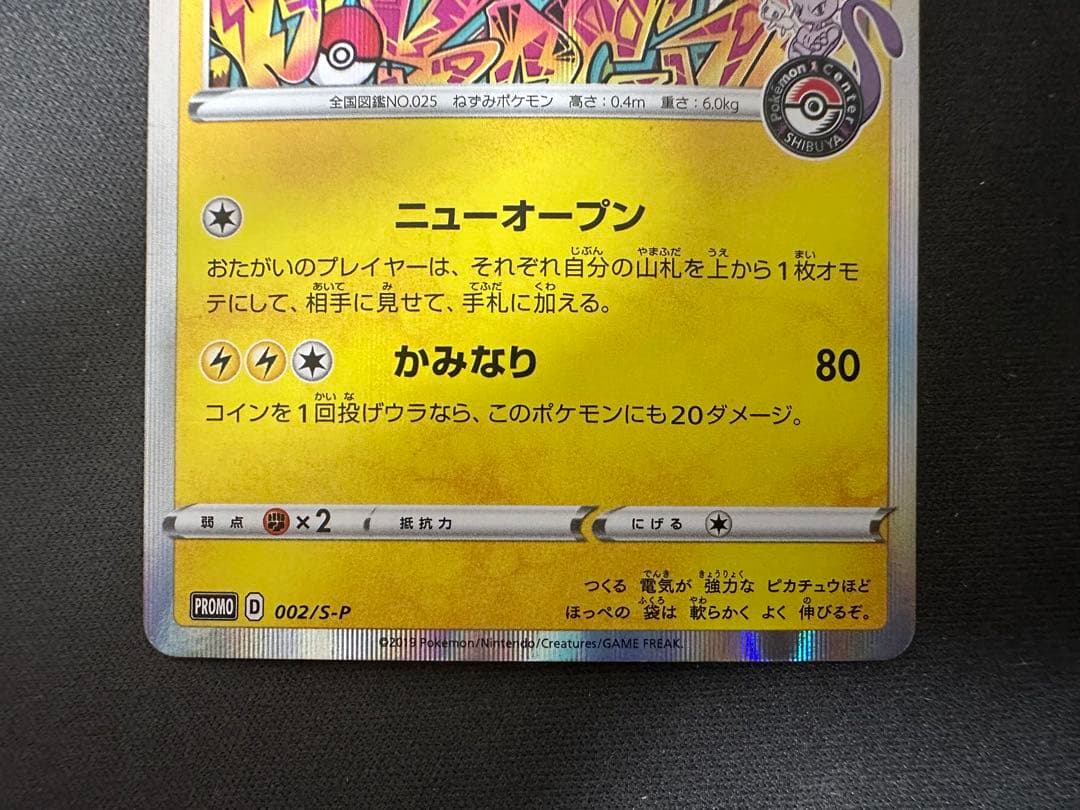 全国図鑑NO.025 ねずみポケモン 高さ:0.4m 重さ:6.0kg
Pokémon Center
SHIBUYA
ニューオープン
おたがいのプレイヤーは、それぞれ自分の山札を上から1枚オモ
テにして、相手に見せて、手札に加える。
かみなり 80
コインを1回投げウラなら、このポケモンにも20ダメージ。
弱点 ×2 抵抗力 にげる
つくる 電気が 強力な ピカチュウほど
ほっぺの 袋は 軟らかく よく 伸びるぞ。
PROMO D 002/S-P
©2019 Pokémon/Nintendo/Creatures/GAME FREAK.